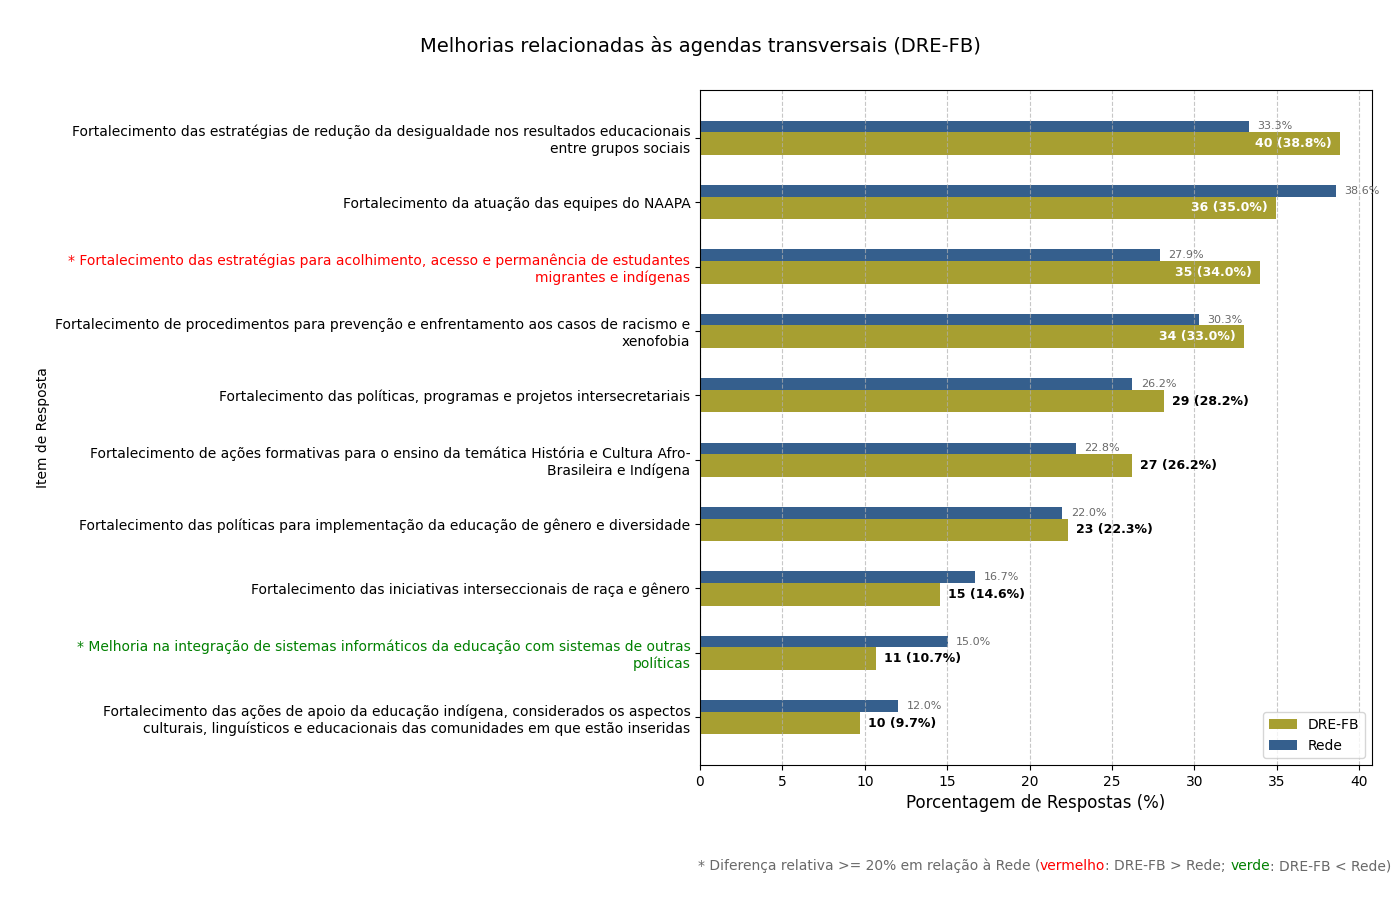 Melhorias relacionadas às agendas transversais (DRE-FB)
Fortalecimento das estratégias de redução da desigualdade nos resultados educacionais
entre grupos sociais
33.3%
40 (38.8%)
Fortalecimento da atuação das equipes do NAAPA
38.6%
36 (35.0%)
* Fortalecimento das estratégias para acolhimento, acesso e permanência de estudantes
migrantes e indígenas
27.9%
35 (34.0%)
Fortalecimento de procedimentos para prevenção e enfrentamento aos casos de racismo e
xenofobia
30.3%
34 (33.0%)
Fortalecimento das políticas, programas e projetos intersecretariais
26.2%
29 (28.2%)
Fortalecimento de ações formativas para o ensino da temática História e Cultura Afro-
Brasileira e Indígena
22.8%
27 (26.2%)
Fortalecimento das políticas para implementação da educação de gênero e diversidade
22.0%
23 (22.3%)
Fortalecimento das iniciativas interseccionais de raça e gênero
16.7%
15 (14.6%)
* Melhoria na integração de sistemas informáticos da educação com sistemas de outras
políticas
15.0%
11 (10.7%)
Fortalecimento das ações de apoio da educação indígena, considerados os aspectos
culturais, linguísticos e educacionais das comunidades em que estão inseridas
12.0%
10 (9.7%)
Item de Resposta
DRE-FB
Rede
0 5 10 15 20 25 30 35 40
Porcentagem de Respostas (%)
* Diferença relativa >= 20% em relação à Rede (vermelho: DRE-FB > Rede; verde: DRE-FB < Rede)